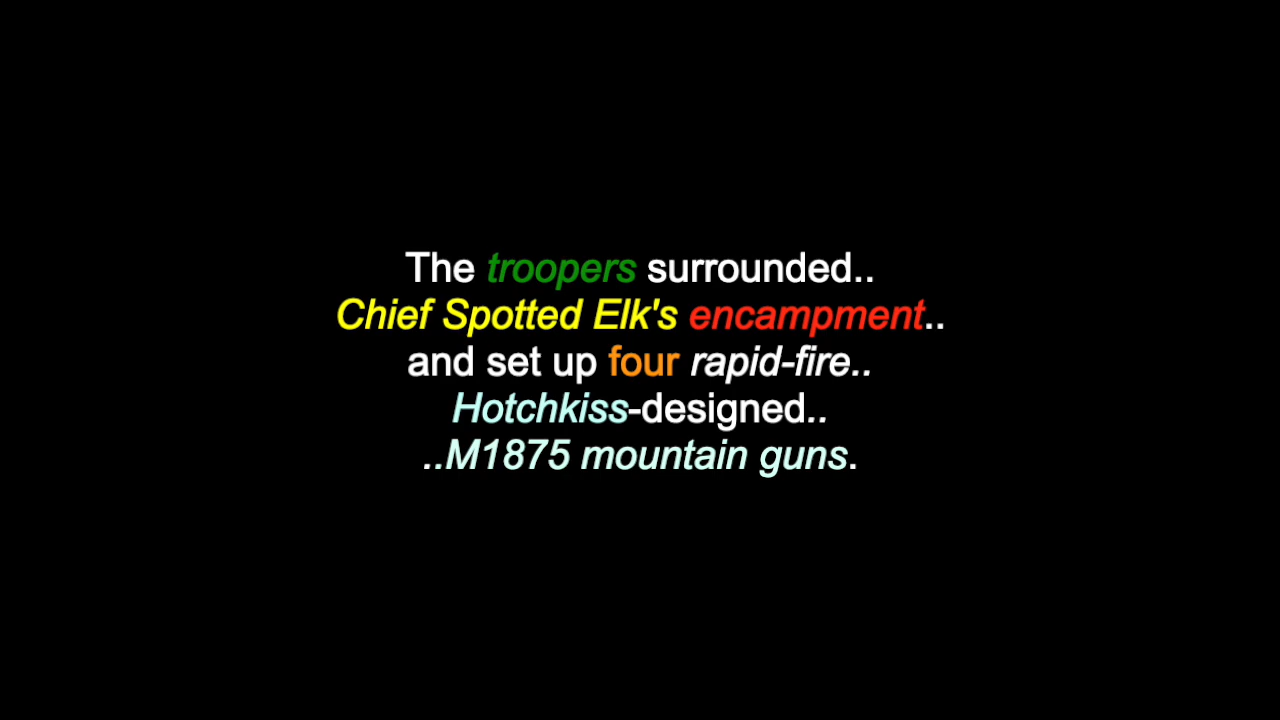 The troopers surrounded..
Chief Spotted Elk's encampment..
and set up four rapid-fire..
Hotchkiss-designed..
..M1875 mountain guns.